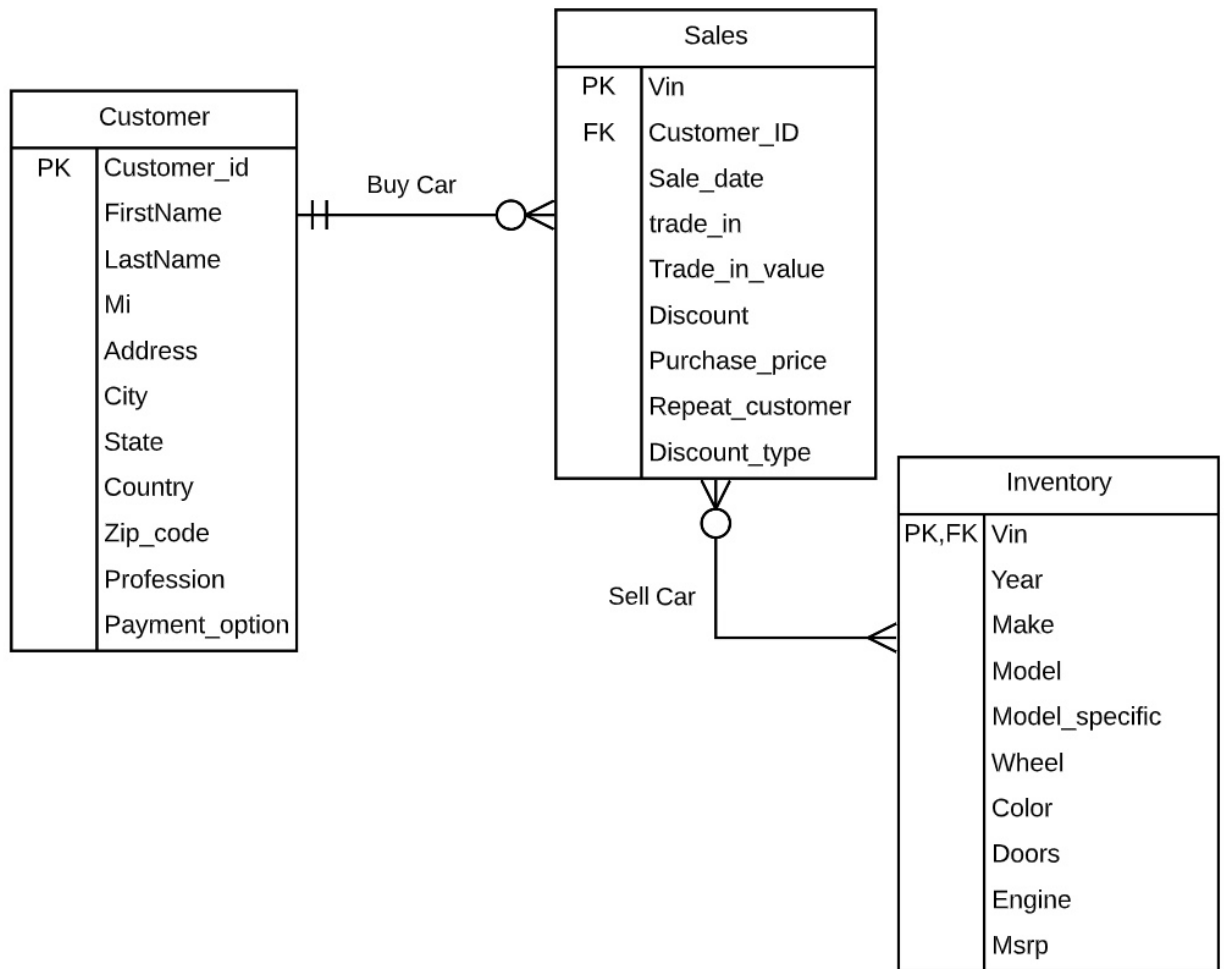 Customer
PK Customer_id
FirstName
LastName
Mi
Address
City
State
Country
Zip_code
Profession
Payment_option
Buy Car
Sales
PK Vin
FK Customer_ID
Sale_date
trade_in
Trade_in_value
Discount
Purchase_price
Repeat_customer
Discount_type
Sell Car
Inventory
PK,FK Vin
Year
Make
Model
Model_specific
Wheel
Color
Doors
Engine
Msrp